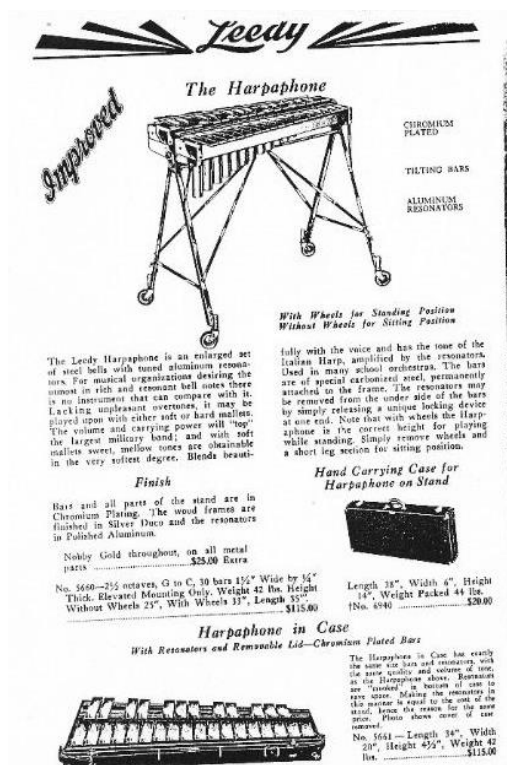 Leedy
The Harpaphone
Improved
CHROMIUM
PLATED
TILTING BARS
ALUMINUM
RESONATORS
With Wheels for Standing Position
Without Wheels for Sitting Position
The Leedy Harpaphone is an enlarged set
of steel bells with tuned aluminum resona-
tors. For musical organizations desiring the
utmost in rich and resonant bell notes there
is no instrument that can compare with it.
Lacking unpleasant overtones, it may be
played upon with either soft or hard mallets.
The volume and carrying power will "top"
the largest military band; and with soft
mallets sweet, mellow tones are obtainable
in the very softest degree. Blends beauti-
fully with the voice and has the tone of the
Italian Harp, amplified by the resonators.
Used in many school orchestras. The bars
are of special carbonized steel, permanently
attached on the frame. The resonators may
be removed from the under side of the bars
by simply releasing a unique locking device
at one end. Note that with wheels the Harp-
aphone is the correct height for playing
while standing. Simply remove wheels and
a short leg section for sitting position.
Finish
Bars and all parts of the stand are in
Chromium Plating. The wood frames are
finished in Silver Duco and the resonators
in Polished Aluminum.
Nobby Gold throughout, on all metal
parts ....................$25.00 Extra
No. 5660—2½ octaves, G to C, 30 bars 1½" Wide by ¼"
Thick. Elevated Mounting Only. Weight 42 lbs. Height
Without Wheels 25", With Wheels 33", Length 35".
....................$115.00
Hand Carrying Case for
Harpaphone on Stand
Length 38", Width 6", Height
14", Weight Packed 44 lbs.
†No. 6940 ....................$20.00
Harpaphone in Case
With Resonators and Removable Lid—Chromium Plated Bars
The Harpaphone in Case has exactly
the same size bars and resonators, with
the same quality and volume of tone,
as the Harpaphone above. Resonators
are "crooked" in bottom of case to
save space. Making the resonators in
this manner is equal to the cost of the
stand, hence the reason for the same
price. Photo shows cover of case
removed.
No. 5661—Length 34", Width
20", Height 4½", Weight 42
lbs. ....................$115.00